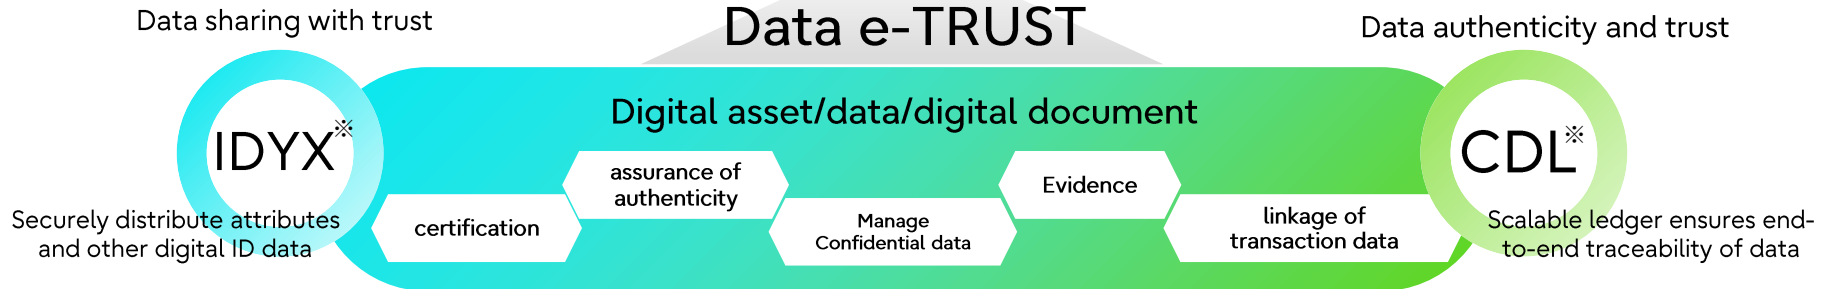 Data e-TRUST
Data sharing with trust
Data authenticity and trust
Digital asset/data/digital document
IDYX※
CDL※
Securely distribute attributes
and other digital ID data
certification
assurance of
authenticity
Manage
Confidential data
Evidence
linkage of
transaction data
Scalable ledger ensures end-
to-end traceability of data